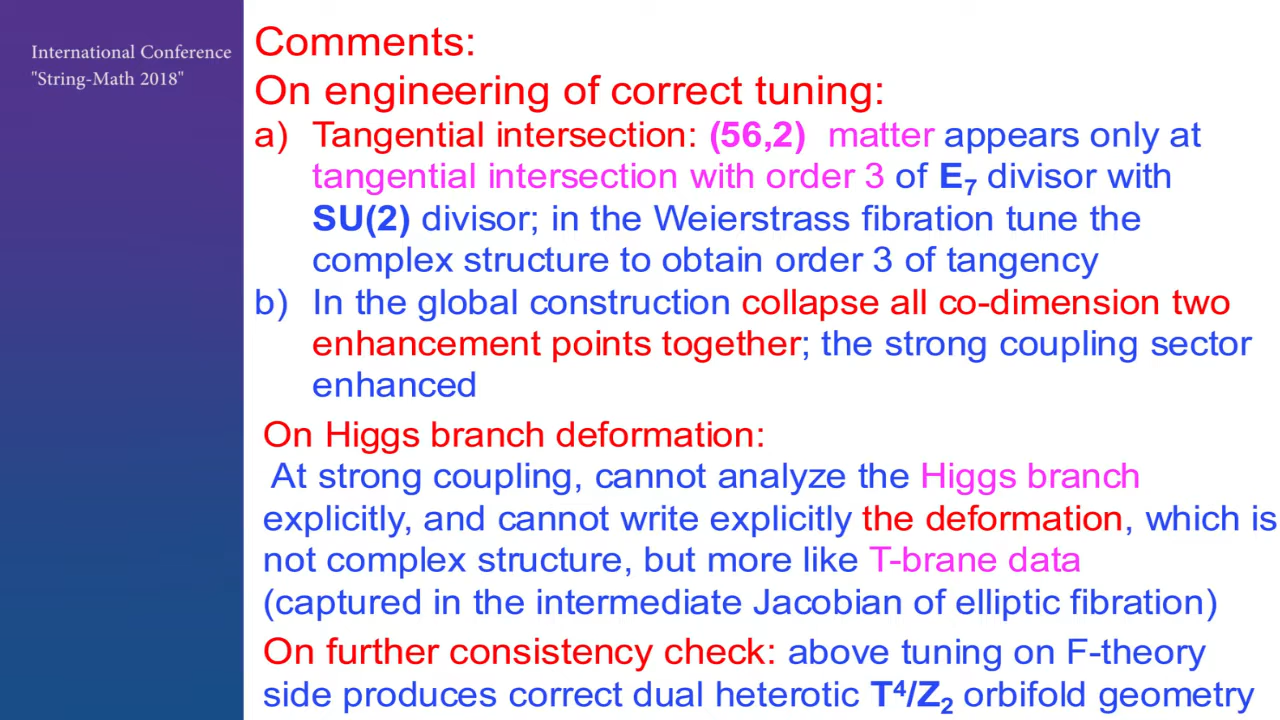 International Conference
"String-Math 2018"
Comments:
On engineering of correct tuning:
a) Tangential intersection: (56,2) matter appears only at
tangential intersection with order 3 of E₇ divisor with
SU(2) divisor; in the Weierstrass fibration tune the
complex structure to obtain order 3 of tangency
b) In the global construction collapse all co-dimension two
enhancement points together; the strong coupling sector
enhanced
On Higgs branch deformation:
At strong coupling, cannot analyze the Higgs branch
explicitly, and cannot write explicitly the deformation, which is
not complex structure, but more like T-brane data
(captured in the intermediate Jacobian of elliptic fibration)
On further consistency check: above tuning on F-theory
side produces correct dual heterotic T⁴/Z₂ orbifold geometry